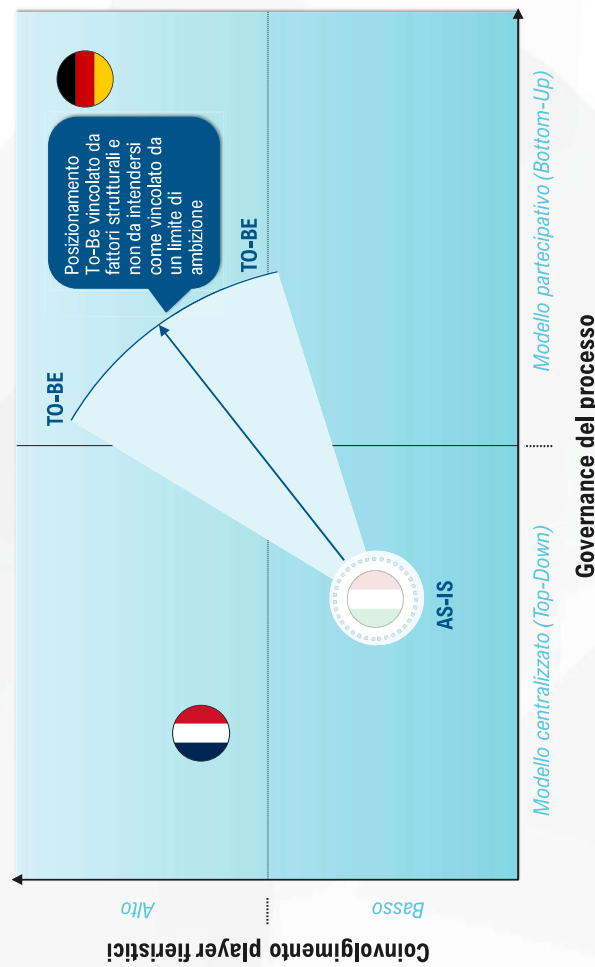 Posizionamento
To-Be vincolato da
fattori strutturali e
non da intendersi
come vincolato da
un limite di
ambizione
TO-BE
TO-BE
AS-IS
Coinvolgimento player fieristici
Alto
Basso
Modello centralizzato (Top-Down)
Modello partecipativo (Bottom-Up)
Governance del processo